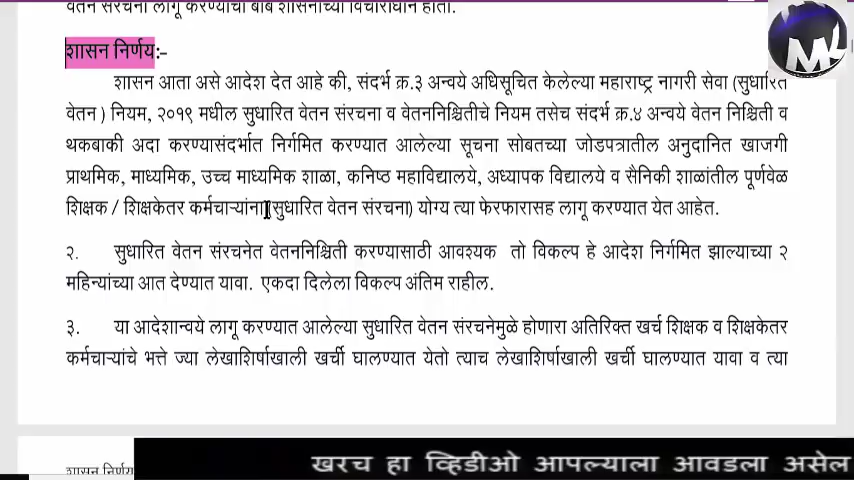 वेतन संरचना लागू करण्याची बाब शासनाच्या विचाराधीन होती.
शासन निर्णय:-
शासन आता असे आदेश देत आहे की, संदर्भ क्र.३ अन्वये अधिसूचित केलेल्या महाराष्ट्र नागरी सेवा (सुधारित
वेतन ) नियम, २०१९ मधील सुधारित वेतन संरचना व वेतननिश्चितीचे नियम तसेच संदर्भ क्र.४ अन्वये वेतन निश्चिती व
थकबाकी अदा करण्यासंदर्भात निर्गमित करण्यात आलेल्या सूचना सोबतच्या जोडपत्रातील अनुदानित खाजगी
प्राथमिक, माध्यमिक, उच्च माध्यमिक शाळा, कनिष्ठ महाविद्यालये, अध्यापक विद्यालये व सैनिकी शाळांतील पूर्णवेळ
शिक्षक / शिक्षकेतर कर्मचाऱ्यांना (सुधारित वेतन संरचना) योग्य त्या फेरफारासह लागू करण्यात येत आहेत.
२. सुधारित वेतन संरचनेत वेतननिश्चिती करण्यासाठी आवश्यक तो विकल्प हे आदेश निर्गमित झाल्याच्या २
महिन्यांच्या आत देण्यात यावा. एकदा दिलेला विकल्प अंतिम राहील.
३. या आदेशान्वये लागू करण्यात आलेल्या सुधारित वेतन संरचनेमुळे होणारा अतिरिक्त खर्च शिक्षक व शिक्षकेतर
कर्मचाऱ्यांचे भत्ते ज्या लेखाशिर्षाखाली खर्ची घालण्यात येतो त्याच लेखाशिर्षाखाली खर्ची घालण्यात यावा व त्या
शासन निर्णय
खरच हा व्हिडीओ आपल्याला आवडला असेल